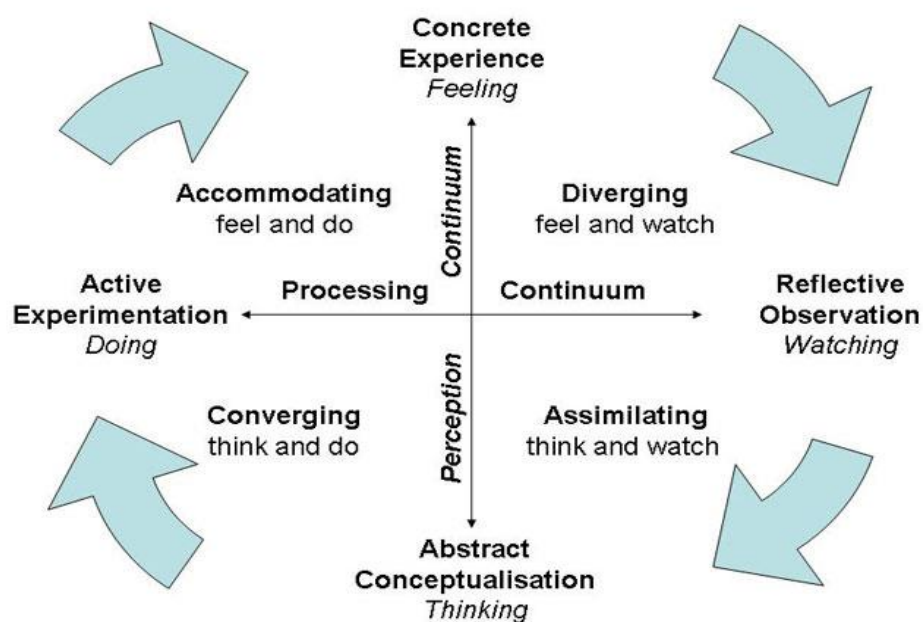 Concrete
Experience
Feeling
Continuum
Accommodating
feel and do
Diverging
feel and watch
Active
Experimentation
Doing
Processing
Continuum
Reflective
Observation
Watching
Perception
Converging
think and do
Assimilating
think and watch
Abstract
Conceptualisation
Thinking